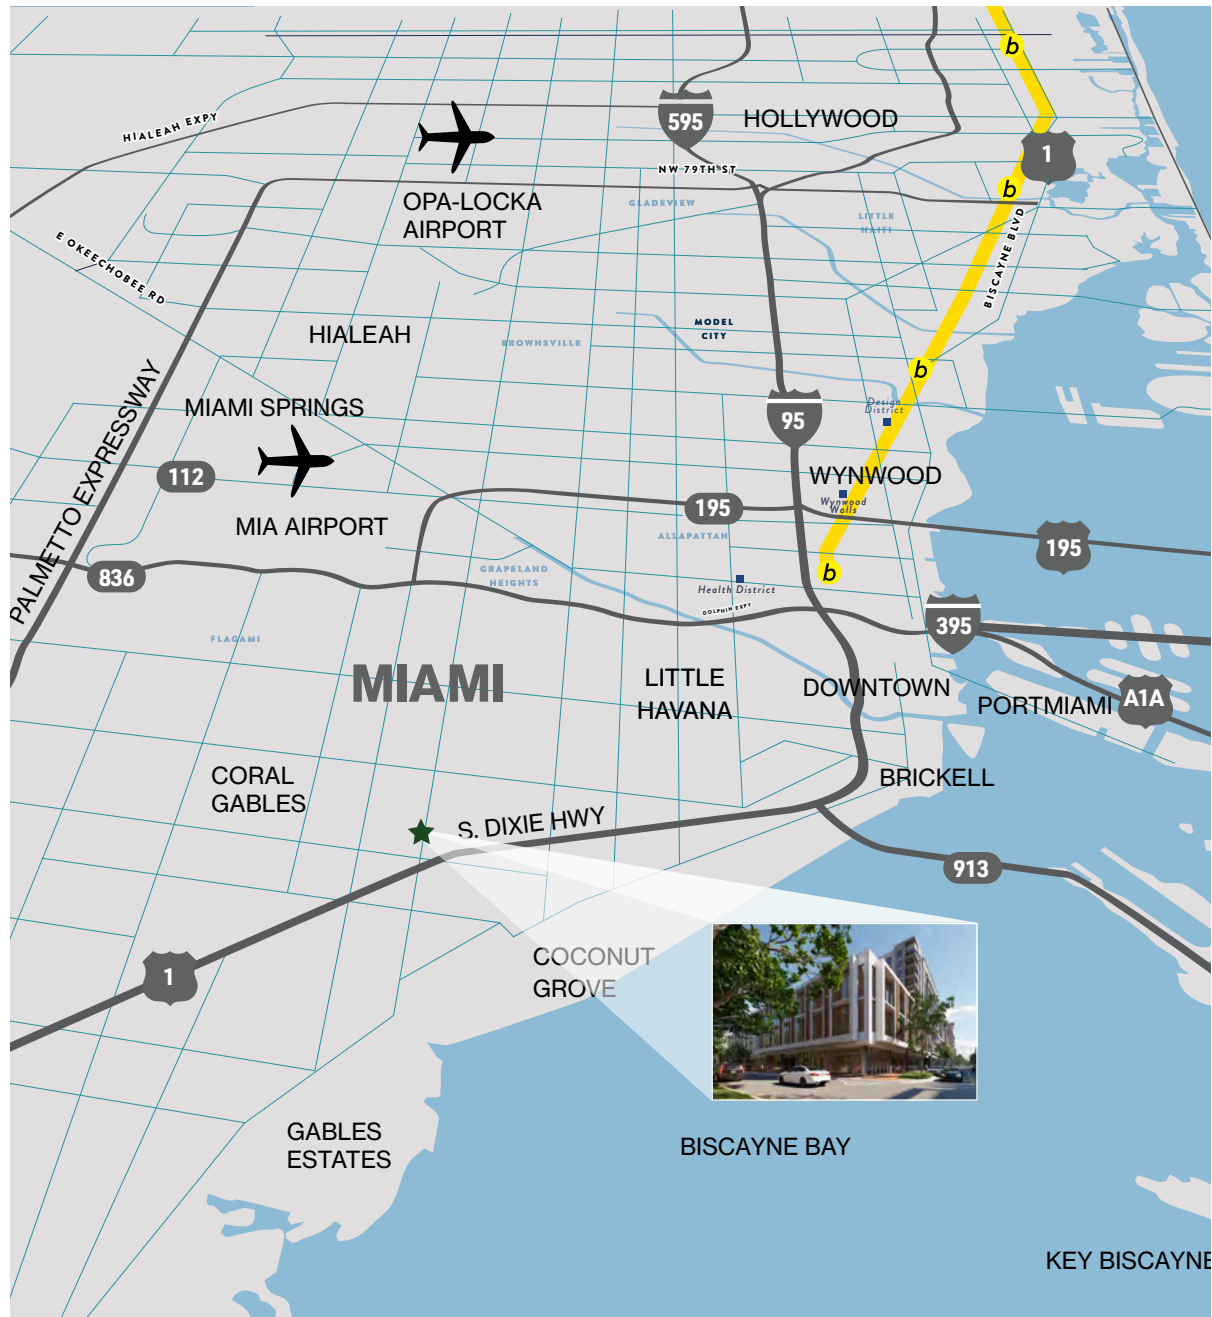 b
HIALEAH EXPY
595
HOLLYWOOD
1
NW 79TH ST
b
OPA-LOCKA
AIRPORT
GLADEVIEW
LITTLE
HAITI
BISCAYNE BLVD
E OKEECHOBEE RD
HIALEAH
BROWNSVILLE
MODEL
CITY
b
PALMETTO EXPRESSWAY
MIAMI SPRINGS
95
Design
District
112
WYNWOOD
Wynwood
Walls
MIA AIRPORT
195
ALLAPATTAH
195
836
GRAPELAND
HEIGHTS
b
Health District
DOLPHIN EXPY
395
FLAGAMI
MIAMI
LITTLE
HAVANA
DOWNTOWN
PORTMIAMI
A1A
CORAL
GABLES
BRICKELL
S. DIXIE HWY
913
1
COCONUT
GROVE
GABLES
ESTATES
BISCAYNE BAY
KEY BISCAYNE